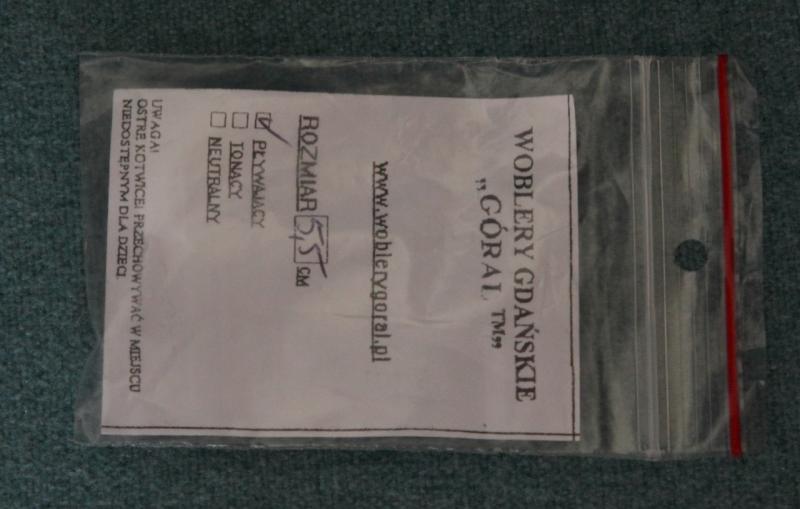 WOBLERY GDAŃSKIE
„GÓRAL ™”
www.woblerygoral.pl
ROZMIAR 5,5 CM
PŁYWAJĄCY
TONĄCY
NEUTRALNY
UWAGA!
OSTRE KOTWICE! PRZECHOWYWAĆ W MIEJSCU
NIEDOSTĘPNYM DLA DZIECI.